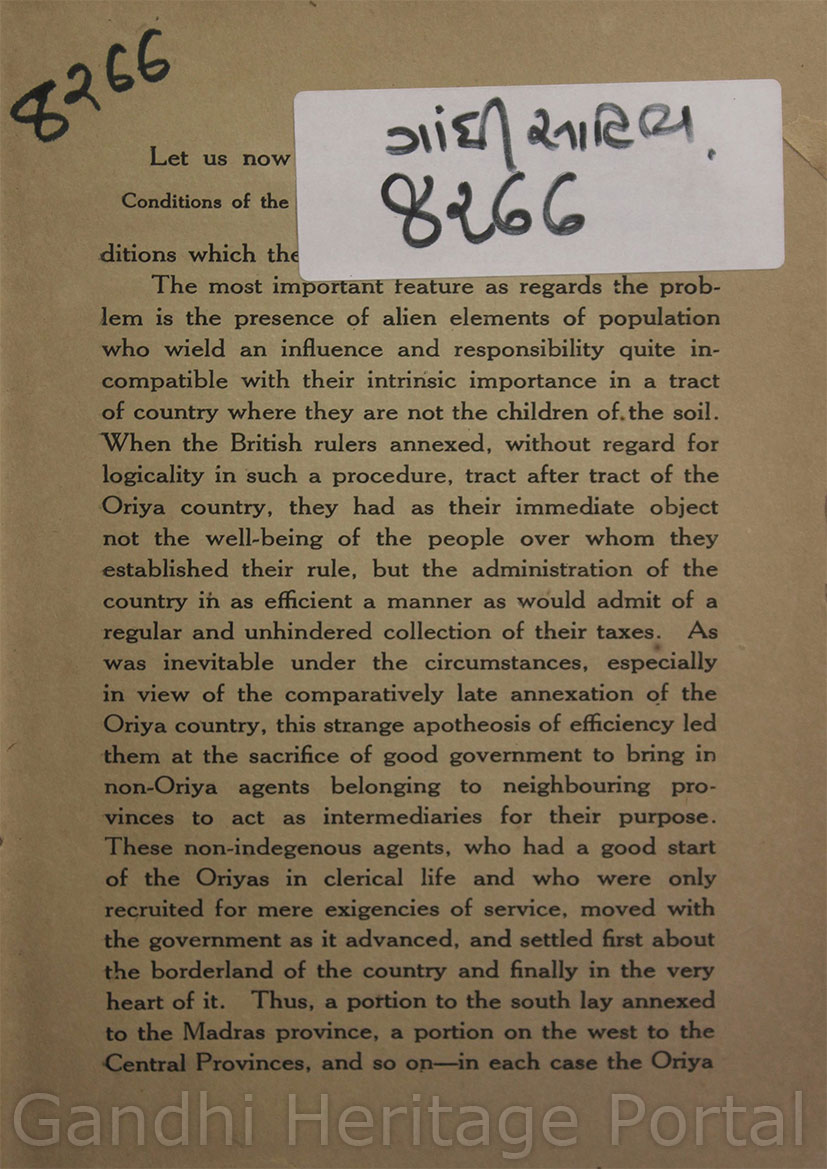 ૪૨૬૬
ગાંધી સાહિત્ય.
૪૨૬૬
Let us now
Conditions of the
ditions which the
The most important feature as regards the prob-
lem is the presence of alien elements of population
who wield an influence and responsibility quite in-
compatible with their intrinsic importance in a tract
of country where they are not the children of the soil.
When the British rulers annexed, without regard for
logicality in such a procedure, tract after tract of the
Oriya country, they had as their immediate object
not the well-being of the people over whom they
established their rule, but the administration of the
country in as efficient a manner as would admit of a
regular and unhindered collection of their taxes. As
was inevitable under the circumstances, especially
in view of the comparatively late annexation of the
Oriya country, this strange apotheosis of efficiency led
them at the sacrifice of good government to bring in
non-Oriya agents belonging to neighbouring pro-
vinces to act as intermediaries for their purpose.
These non-indegenous agents, who had a good start
of the Oriyas in clerical life and who were only
recruited for mere exigencies of service, moved with
the government as it advanced, and settled first about
the borderland of the country and finally in the very
heart of it. Thus, a portion to the south lay annexed
to the Madras province, a portion on the west to the
Central Provinces, and so on—in each case the Oriya
Gandhi Heritage Portal